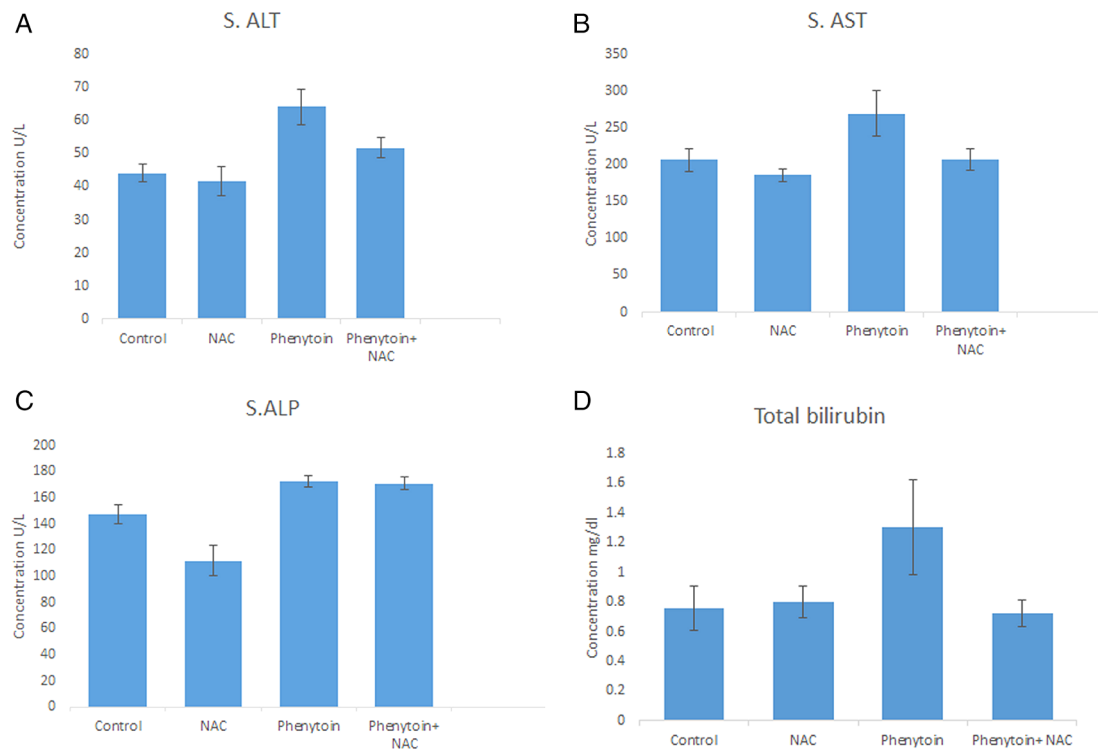 A
S. ALT
Concentration U/L
80
70
60
50
40
30
20
10
0
Control
NAC
Phenytoin
Phenytoin+
NAC
B
S. AST
Concentration U/L
350
300
250
200
150
100
50
0
Control
NAC
Phenytoin
Phenytoin+
NAC
C
S.ALP
Concentration U/L
200
180
160
140
120
100
80
60
40
20
0
Control
NAC
Phenytoin
Phenytoin+
NAC
D
Total bilirubin
Concentration mg/dl
1.8
1.6
1.4
1.2
1
0.8
0.6
0.4
0.2
0
Control
NAC
Phenytoin
Phenytoin+ NAC